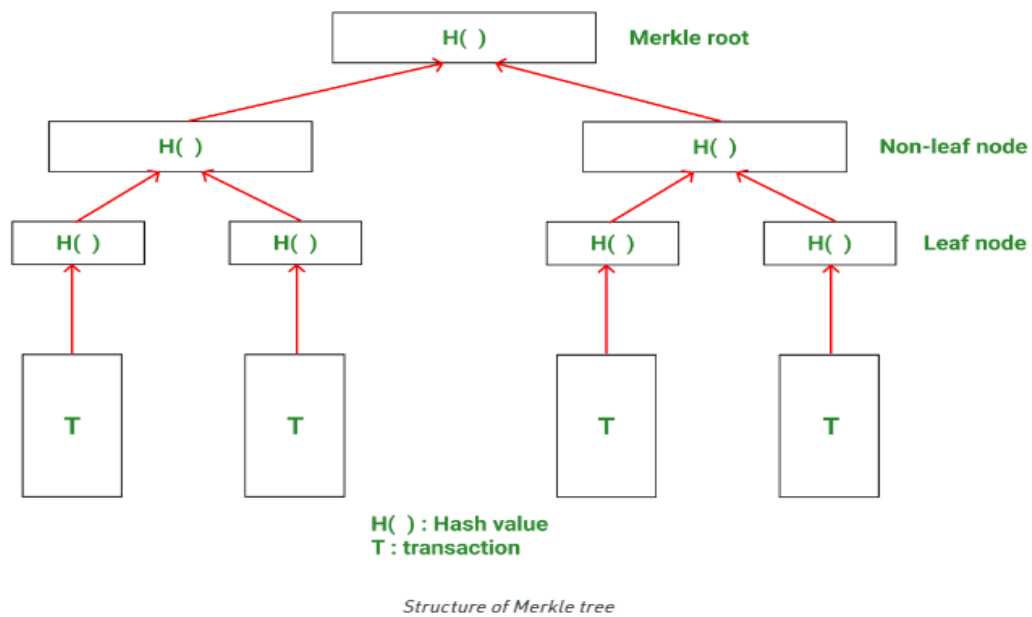 H( ) Merkle root
H( ) H( ) Non-leaf node
H( ) H( ) H( ) H( ) Leaf node
T T T T
H( ) : Hash value
T : transaction
Structure of Merkle tree